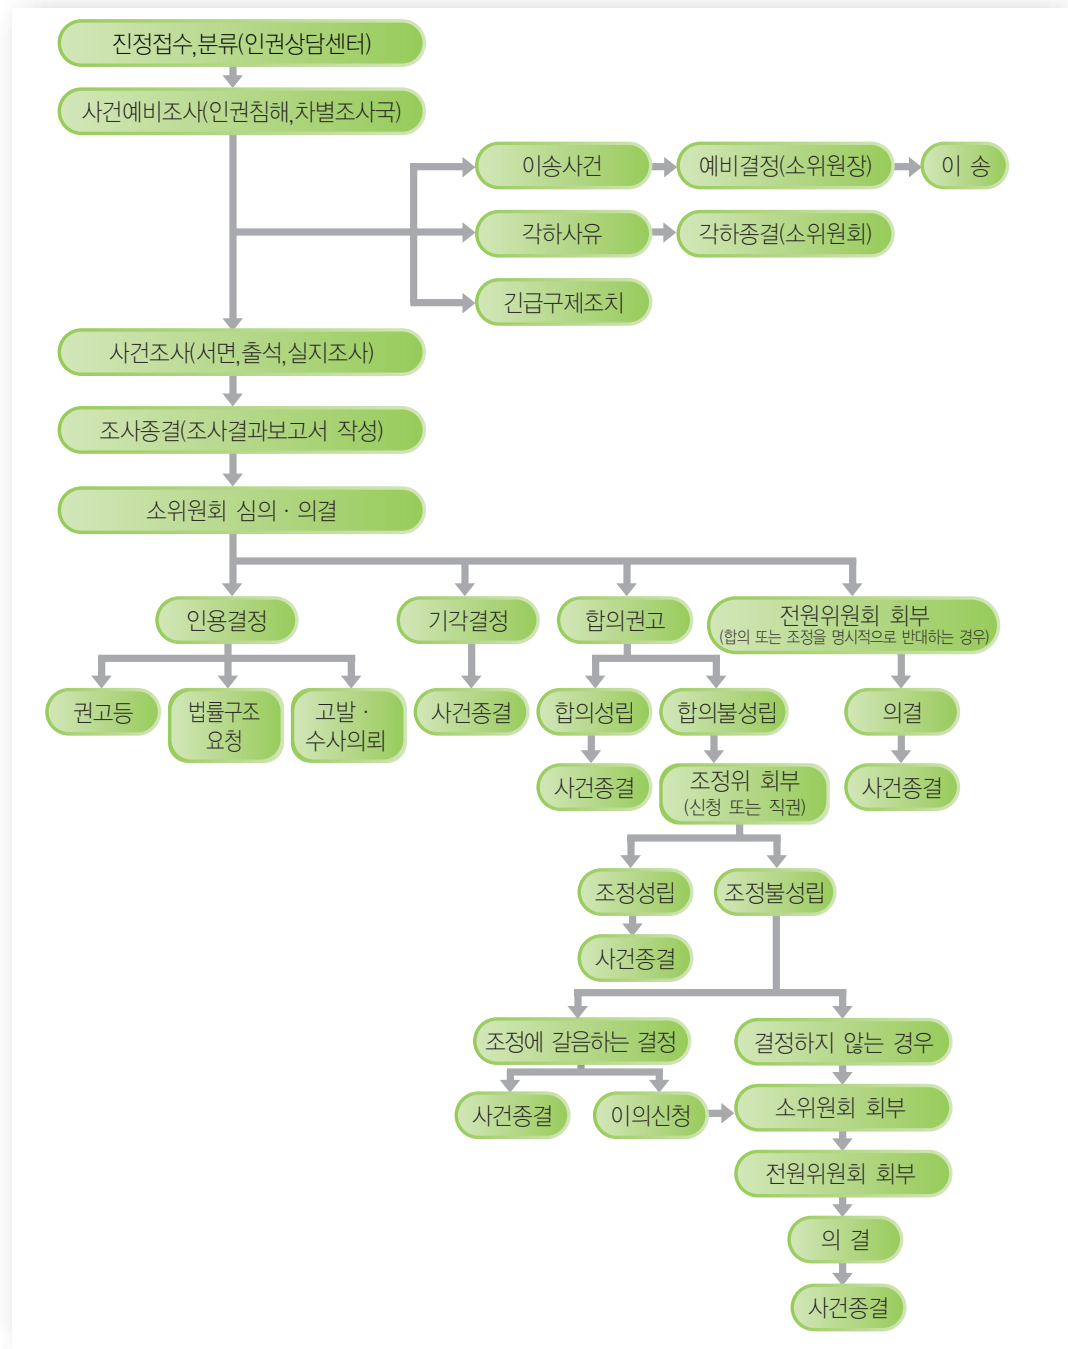 진정접수,분류(인권상담센터)
사건예비조사(인권침해,차별조사국)
이송사건
예비결정(소위원장)
이 송
각하사유
각하종결(소위원회)
긴급구제조치
사건조사(서면,출석,실지조사)
조사종결(조사결과보고서 작성)
소위원회 심의 · 의결
인용결정
기각결정
합의권고
전원위원회 회부
(합의 또는 조정을 명시적으로 반대하는 경우)
권고등
법률구조
요청
고발 ·
수사의뢰
사건종결
합의성립
합의불성립
의결
사건종결
조정위 회부
(신청 또는 직권)
사건종결
조정성립
조정불성립
사건종결
조정에 갈음하는 결정
결정하지 않는 경우
사건종결
이의신청
소위원회 회부
전원위원회 회부
의 결
사건종결